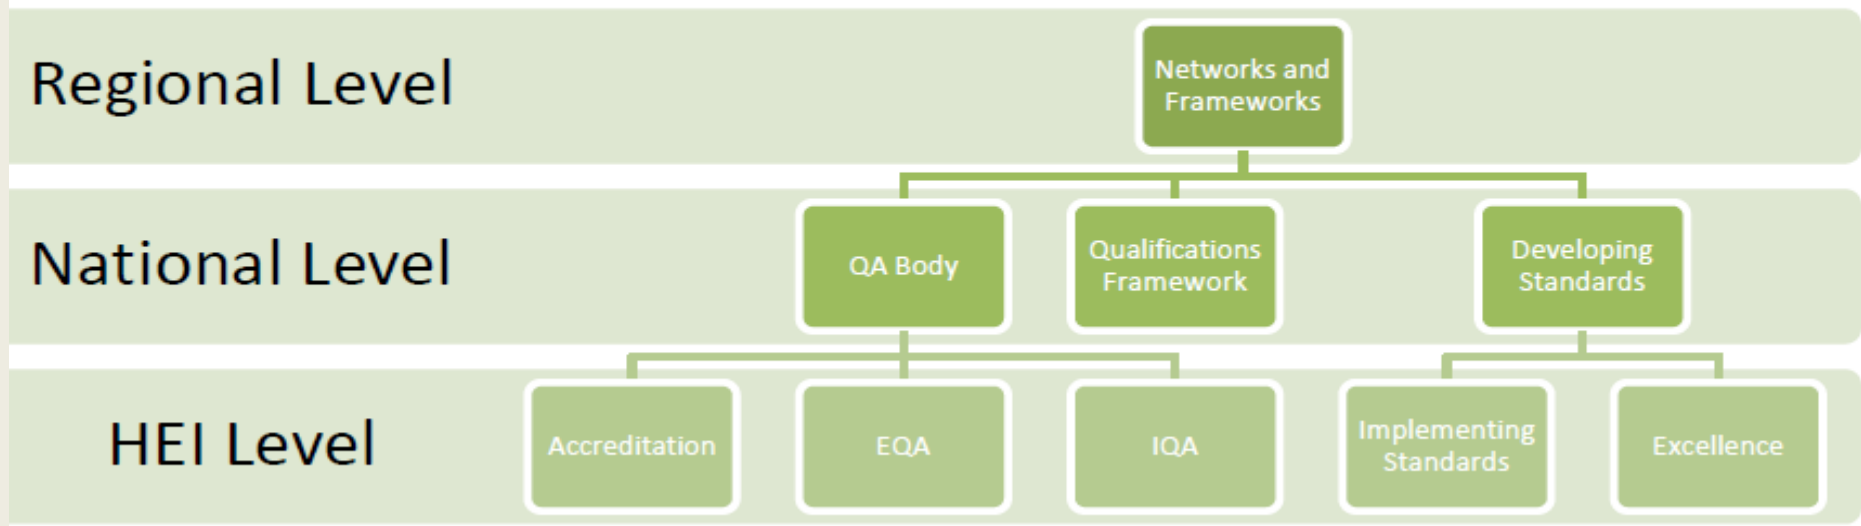 Regional Level
Networks and
Frameworks
National Level
QA Body
Qualifications
Framework
Developing
Standards
HEI Level
Accreditation
EQA
IQA
Implementing
Standards
Excellence